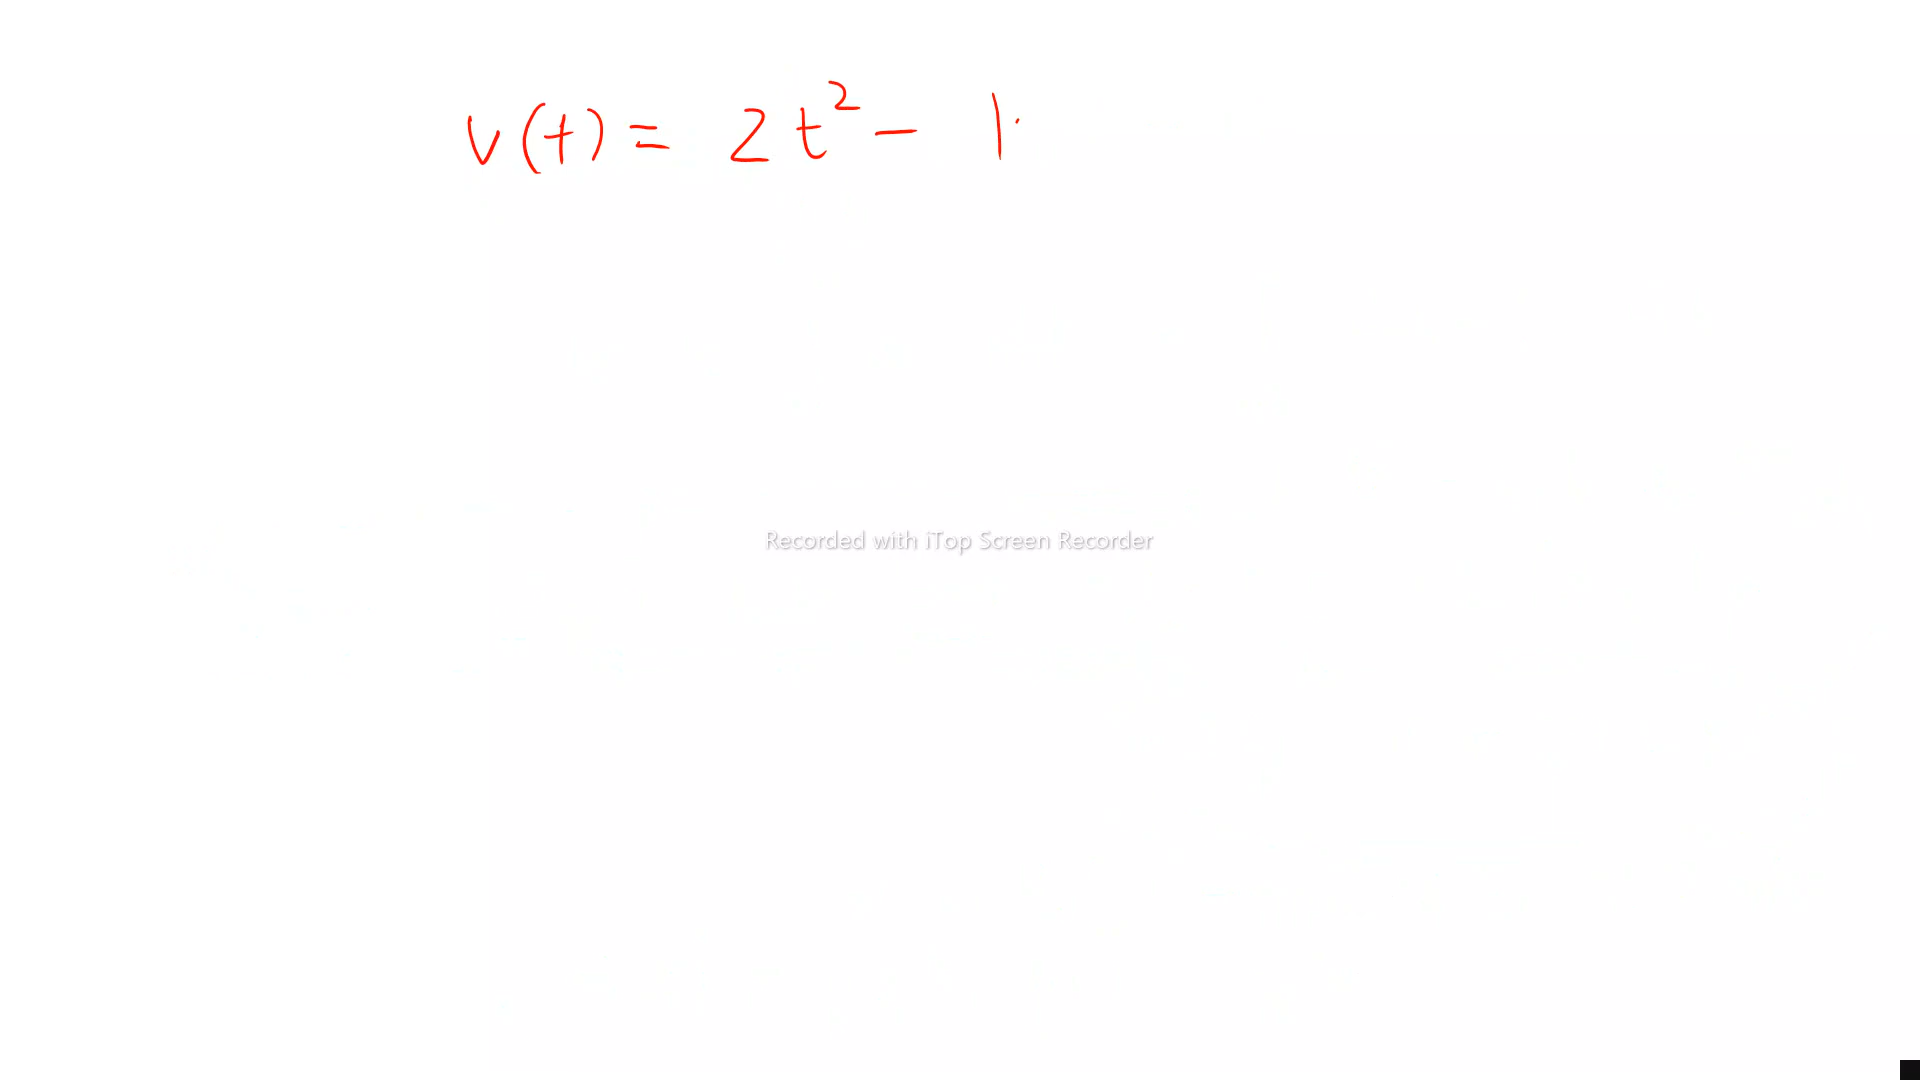 v(t) = 2t² - 1
Recorded with iTop Screen Recorder